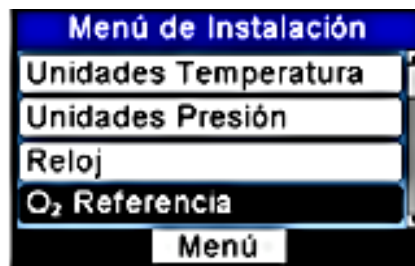 Menú de Instalación
Unidades Temperatura
Unidades Presión
Reloj
O₂ Referencia
Menú